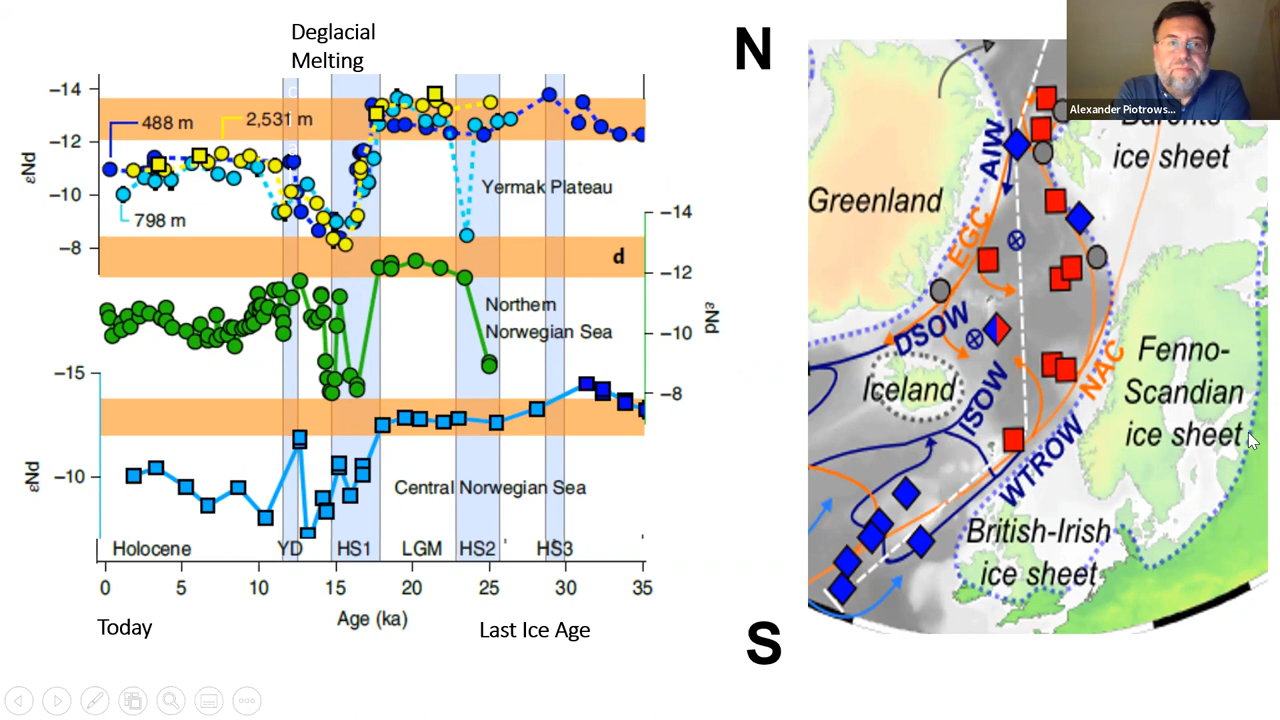 Deglacial
Melting
−14
−12
−10
−8
εNd
488 m
2,531 m
798 m
Yermak Plateau
−14
−12
−10
−8
εNd
d
Northern
Norwegian Sea
−15
−10
εNd
Central Norwegian Sea
Holocene
YD
HS1
LGM
HS2
HS3
0
5
10
15
20
25
30
35
Age (ka)
Today
Last Ice Age
N
S
Alexander Piotrows...
Barents
ice sheet
Greenland
AIW
EGC
DSOW
Iceland
ISOW
NAC
WTROW
Fenno-
Scandian
ice sheet
British-Irish
ice sheet